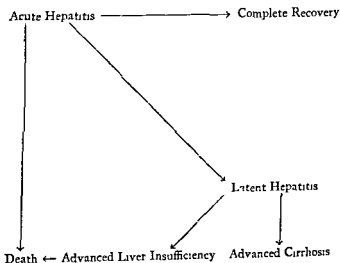 Acute Hepatitis
Complete Recovery
Latent Hepatitis
Death ← Advanced Liver Insufficiency
Advanced Cirrhosis